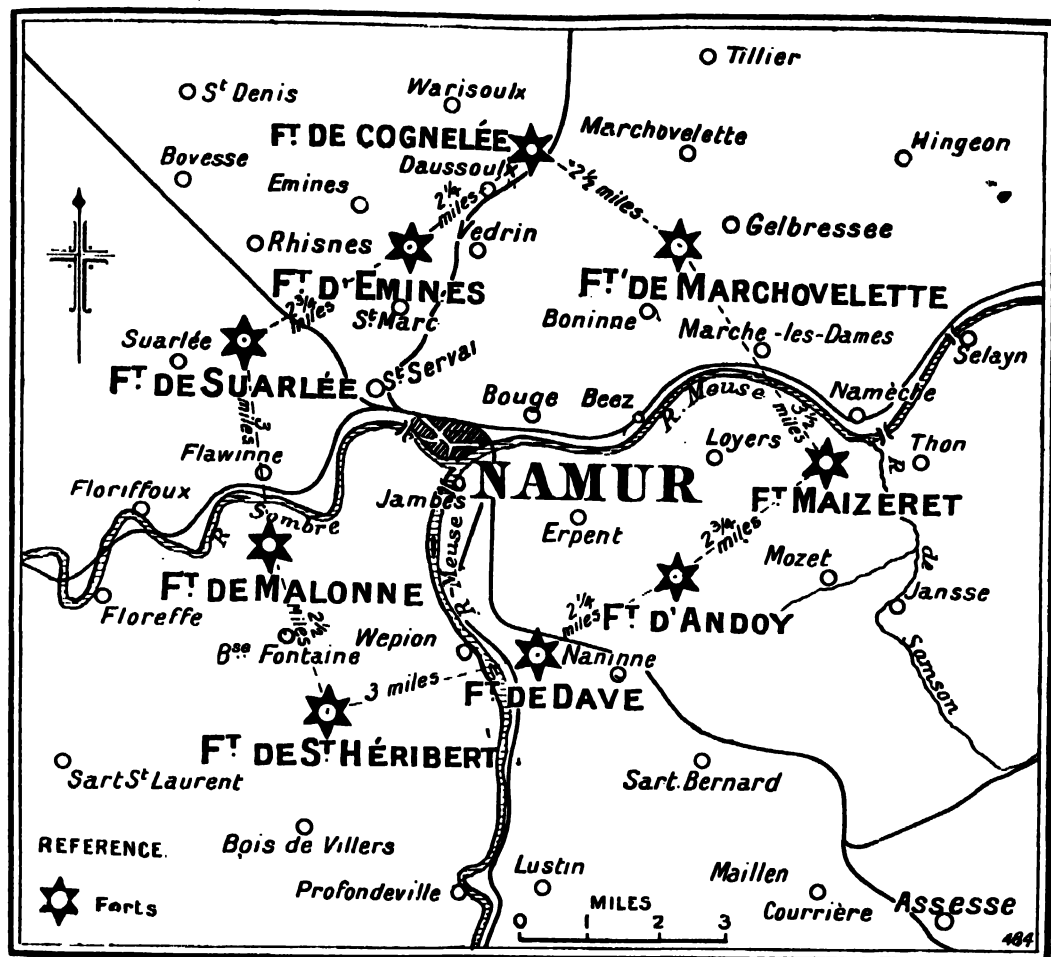 Tillier
St Denis
Warisoulx
FT DE COGNELÉE
Marchovelette
Hingeon
Bovesse
Daussoulx
Emines
2¼ miles
2½ miles
Gelbressee
Rhisnes
Vedrin
FT D'EMINES
FT DE MARCHOVELETTE
2¾ miles
St Marc
Boninne
Marche-les-Dames
Suarlée
Selayn
FT DE SUARLÉE
St Serval
R. Meuse
Bouge
Beez
Namèche
3 miles
3½ miles
Loyers
Thon
Flawinne
Jambes
NAMUR
FT MAIZERET
Floriffoux
R. Sombre
Erpent
2¾ miles
Mozet
R. de Samson
FT DE MALONNE
R-Meuse
Floreffe
2¼ miles
FT D'ANDOY
Jansse
2½ miles
Bse Fontaine
Wepion
Naninne
3 miles
FT DE DAVE
FT DE ST HÉRIBERT
Sart St Laurent
Sart. Bernard
REFERENCE.
Bois de Villers
Forts
Profondeville
Lustin
MILES
0 1 2 3
Maillen
Courrière
Assesse
484